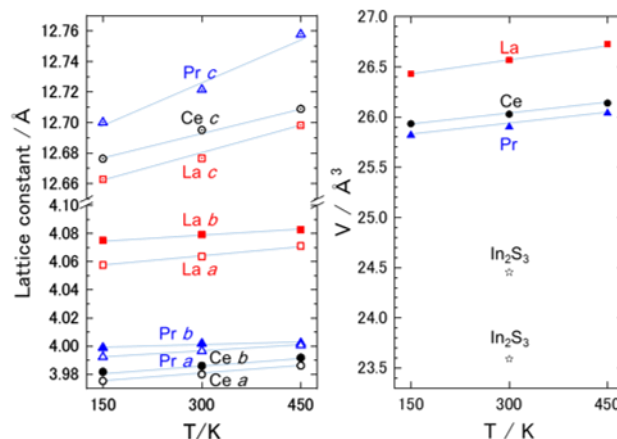 Lattice constant / Å
12.76
12.74
12.72
12.70
12.68
12.66
4.10
4.08
4.06
4.04
4.02
4.00
3.98
Pr c
Ce c
La c
La b
La a
Pr b
Pr a
Ce b
Ce a
150
300
450
T/K
V / Å³
27.0
26.5
26.0
25.5
25.0
24.5
24.0
23.5
La
Ce
Pr
In₂S₃
In₂S₃
150
300
450
T / K